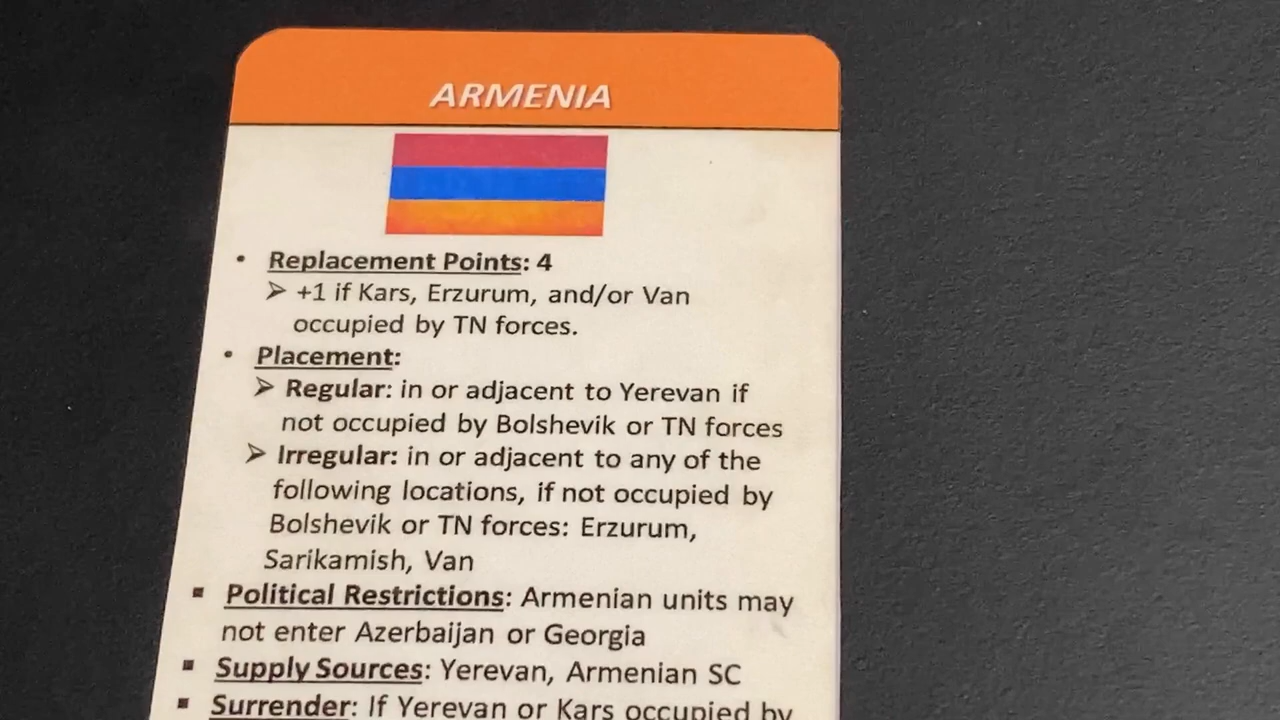 ARMENIA
• Replacement Points: 4
➢ +1 if Kars, Erzurum, and/or Van
occupied by TN forces.
• Placement:
➢ Regular: in or adjacent to Yerevan if
not occupied by Bolshevik or TN forces
➢ Irregular: in or adjacent to any of the
following locations, if not occupied by
Bolshevik or TN forces: Erzurum,
Sarikamish, Van
▪ Political Restrictions: Armenian units may
not enter Azerbaijan or Georgia
▪ Supply Sources: Yerevan, Armenian SC
▪ Surrender: If Yerevan or Kars occupied by